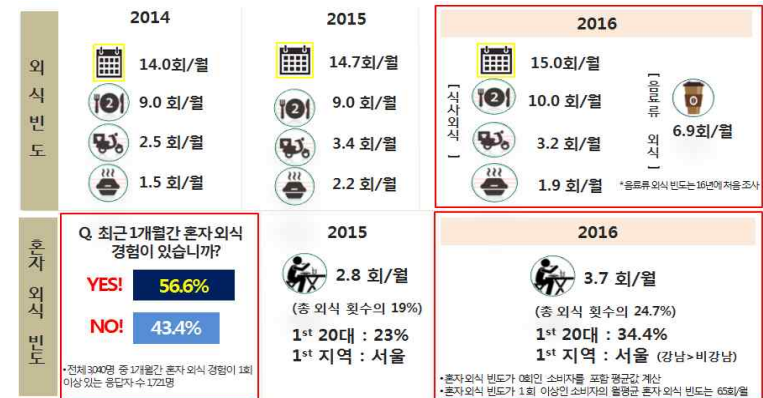 외식빈도
2014
14.0회/월
9.0 회/월
2.5 회/월
1.5 회/월
2015
14.7회/월
9.0 회/월
3.4 회/월
2.2 회/월
2016
[식사외식]
15.0회/월
10.0 회/월
3.2 회/월
1.9 회/월
[음료류 외식]
6.9회/월
*음료류 외식 빈도는 16년에 처음 조사
혼자 외식 빈도
Q. 최근 1개월간 혼자 외식
경험이 있습니까?
YES! 56.6%
NO! 43.4%
•전체 3,040명 중 1개월간 혼자 외식 경험이 1회
이상 있는 응답자 수 1,721명
2015
2.8 회/월
(총 외식 횟수의 19%)
1st 20대 : 23%
1st 지역 : 서울
2016
3.7 회/월
(총 외식 횟수의 24.7%)
1st 20대 : 34.4%
1st 지역 : 서울 (강남>비강남)
•혼자 외식 빈도가 0회인 소비자를 포함 평균값 계산
•혼자 외식 빈도가 1회 이상인 소비자의 월평균 혼자 외식 빈도는 6.5회/월